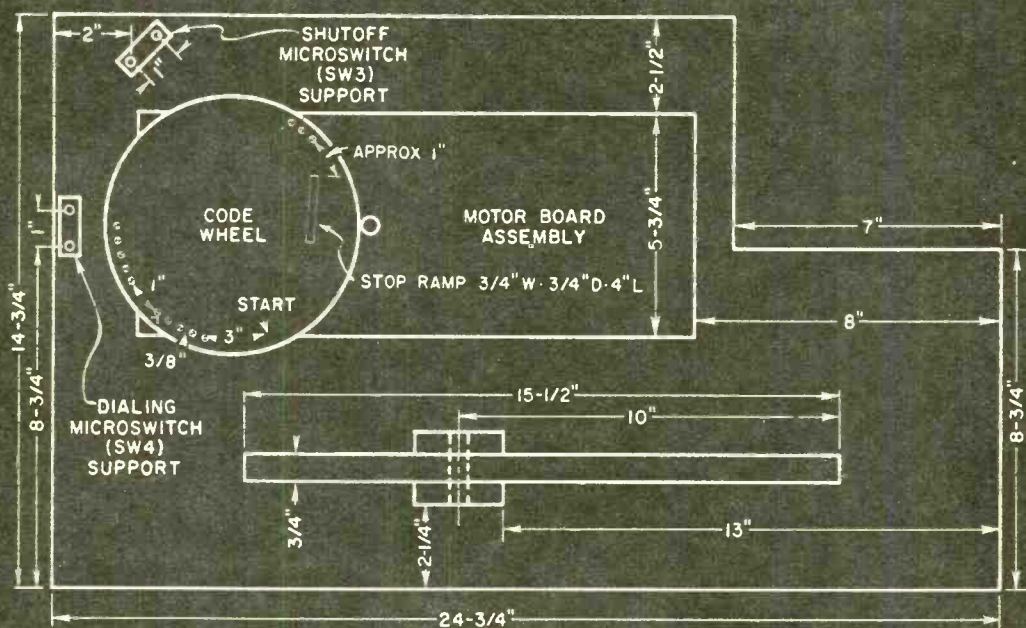 2"
SHUTOFF
MICROSWITCH
(SW3)
SUPPORT
1"
2-1/2"
APPROX 1"
CODE
WHEEL
MOTOR BOARD
ASSEMBLY
5-3/4"
7"
1"
STOP RAMP 3/4" W·3/4"D·4"L
START
1"
3"
3/8"
8"
14-3/4"
8-3/4"
DIALING
MICROSWITCH
(SW4)
SUPPORT
15-1/2"
10"
8-3/4"
3/4"
2-1/4"
13"
24-3/4"